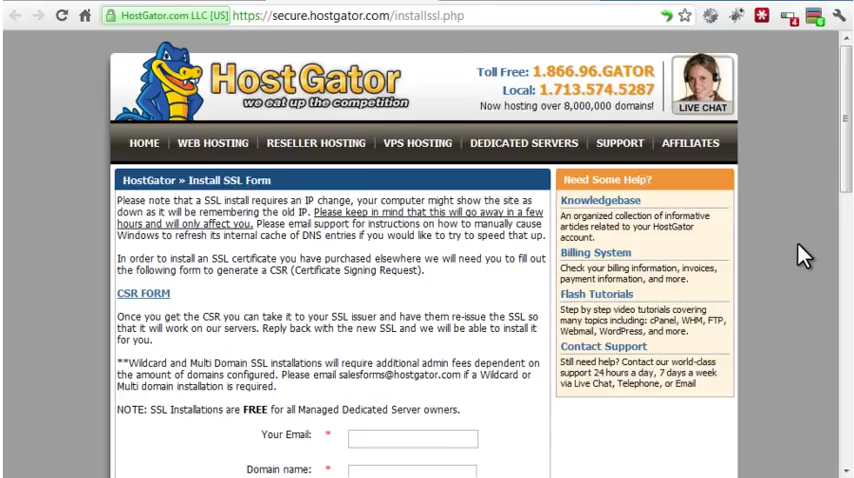 HostGator.com LLC [US] https://secure.hostgator.com/installssl.php
4
6
HostGator
we eat up the competition
Toll Free: 1.866.96.GATOR
Local: 1.713.574.5287
Now hosting over 8,000,000 domains!
LIVE CHAT
HOME WEB HOSTING RESELLER HOSTING VPS HOSTING DEDICATED SERVERS SUPPORT AFFILIATES
HostGator » Install SSL Form
Please note that a SSL install requires an IP change, your computer might show the site as
down as it will be remembering the old IP. Please keep in mind that this will go away in a few
hours and will only affect you. Please email support for instructions on how to manually cause
Windows to refresh its internal cache of DNS entries if you would like to try to speed that up.
In order to install an SSL certificate you have purchased elsewhere we will need you to fill out
the following form to generate a CSR (Certificate Signing Request).
CSR FORM
Once you get the CSR you can take it to your SSL issuer and have them re-issue the SSL so
that it will work on our servers. Reply back with the new SSL and we will be able to install it
for you.
**Wildcard and Multi Domain SSL installations will require additional admin fees dependent on
the amount of domains configured. Please email salesforms@hostgator.com if a Wildcard or
Multi domain installation is required.
NOTE: SSL Installations are FREE for all Managed Dedicated Server owners.
Your Email: *
Domain name: *
Need Some Help?
Knowledgebase
An organized collection of informative
articles related to your HostGator
account.
Billing System
Check your billing information, invoices,
payment information, and more.
Flash Tutorials
Step by step video tutorials covering
many topics including: cPanel, WHM, FTP,
Webmail, WordPress, and more.
Contact Support
Still need help? Contact our world-class
support 24 hours a day, 7 days a week
via Live Chat, Telephone, or Email